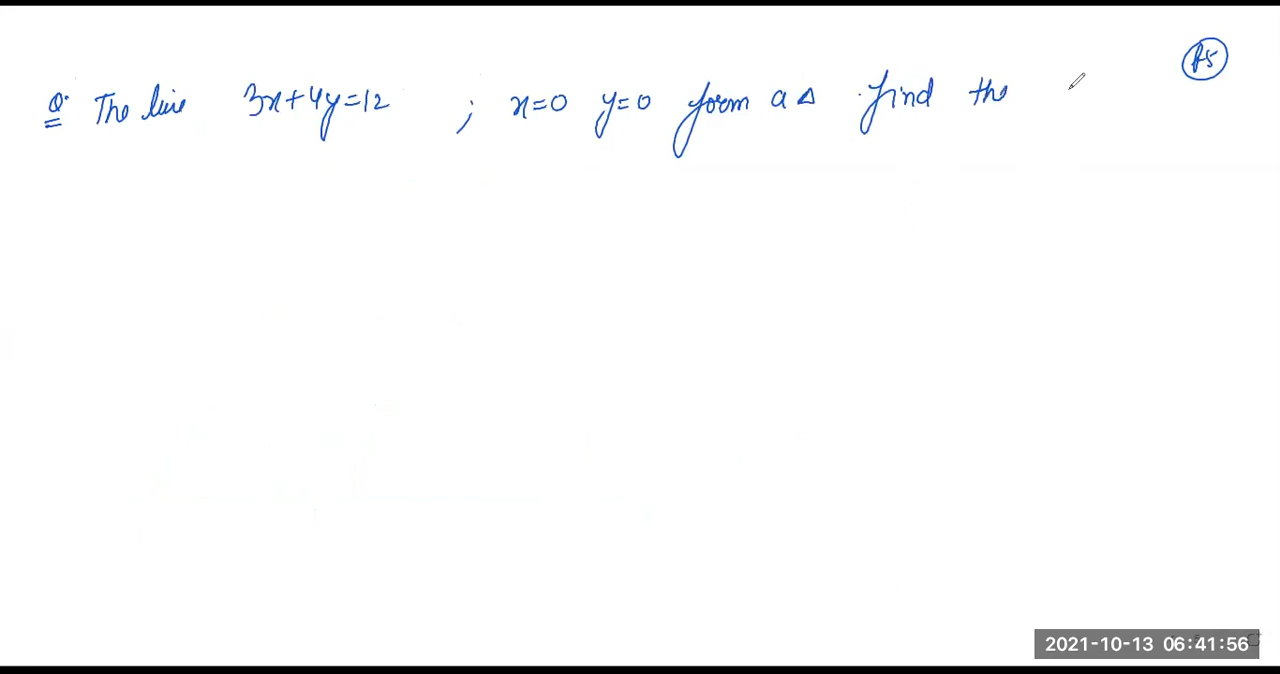 P5
Q. The line 3x+4y=12 ; x=0 y=0 form a Δ . find the
2021-10-13 06:41:56